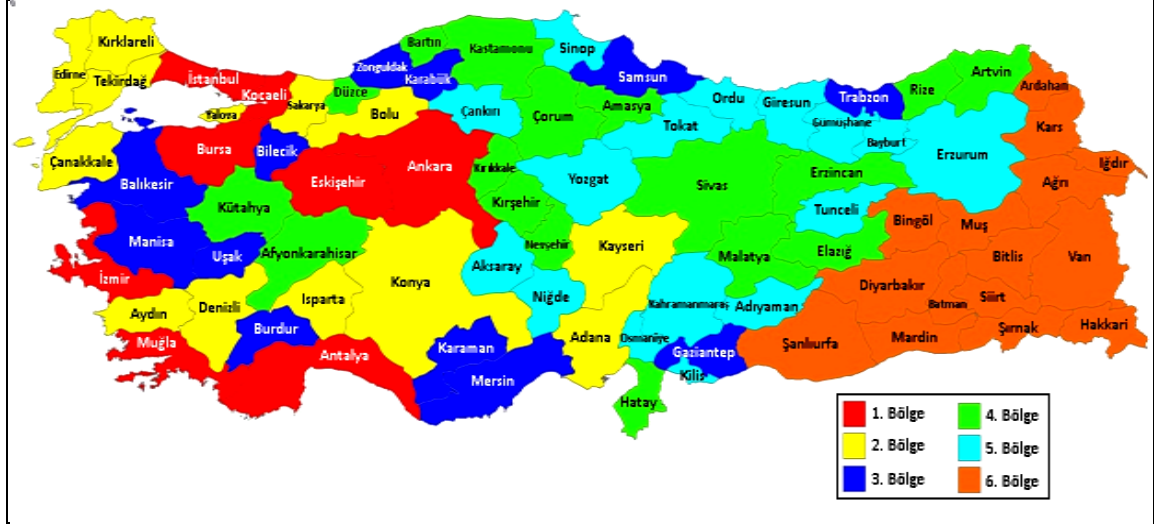 Kırklareli
Edirne
Tekirdağ
İstanbul
Kocaeli
Yalova
Sakarya
Düzce
Zonguldak
Bartın
Karabük
Kastamonu
Sinop
Samsun
Çankırı
Bolu
Çorum
Amasya
Tokat
Ordu
Giresun
Trabzon
Gümüşhane
Bayburt
Rize
Artvin
Ardahan
Kars
Iğdır
Ağrı
Erzurum
Erzincan
Çanakkale
Bursa
Bilecik
Balıkesir
Eskişehir
Ankara
Kırıkkale
Kırşehir
Yozgat
Sivas
Tunceli
Bingöl
Muş
Bitlis
Van
Kütahya
Manisa
Uşak
Afyonkarahisar
İzmir
Nevşehir
Kayseri
Malatya
Elazığ
Diyarbakır
Batman
Siirt
Şırnak
Hakkari
Mardin
Şanlıurfa
Aksaray
Niğde
Konya
Isparta
Denizli
Aydın
Muğla
Burdur
Antalya
Karaman
Mersin
Adana
Osmaniye
Kahramanmaraş
Adıyaman
Gaziantep
Kilis
Hatay
1. Bölge
2. Bölge
3. Bölge
4. Bölge
5. Bölge
6. Bölge